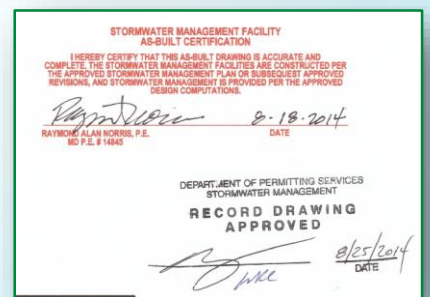 STORMWATER MANAGEMENT FACILITY
AS-BUILT CERTIFICATION
I HEREBY CERTIFY THAT THIS AS-BUILT DRAWING IS ACCURATE AND
COMPLETE, THE STORMWATER MANAGEMENT FACILITIES ARE CONSTRUCTED PER
THE APPROVED STORMWATER MANAGEMENT PLAN OR SUBSEQUENT APPROVED
REVISIONS, AND STORMWATER MANAGEMENT IS PROVIDED PER THE APPROVED
DESIGN COMPUTATIONS.
8-18-2014
RAYMOND ALAN NORRIS, P.E. DATE
MD P.E. # 14845
DEPARTMENT OF PERMITTING SERVICES
STORMWATER MANAGEMENT
RECORD DRAWING
APPROVED
8/25/2014
DATE